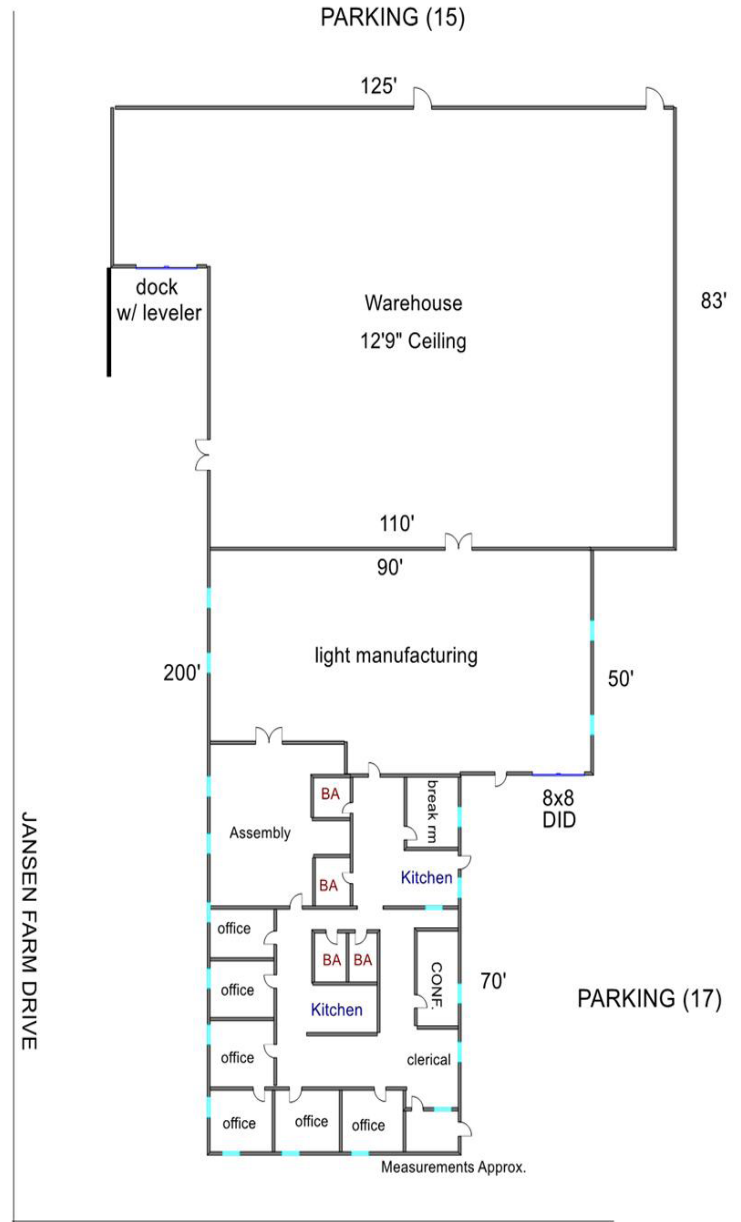 PARKING (15)
125'
dock
w/ leveler
Warehouse
12'9" Ceiling
83'
110'
90'
light manufacturing
200'
50'
BA
break rm
8x8
DID
Assembly
BA
Kitchen
JANSEN FARM DRIVE
office
BA
BA
CONF.
70'
office
Kitchen
PARKING (17)
office
clerical
office
office
office
Measurements Approx.